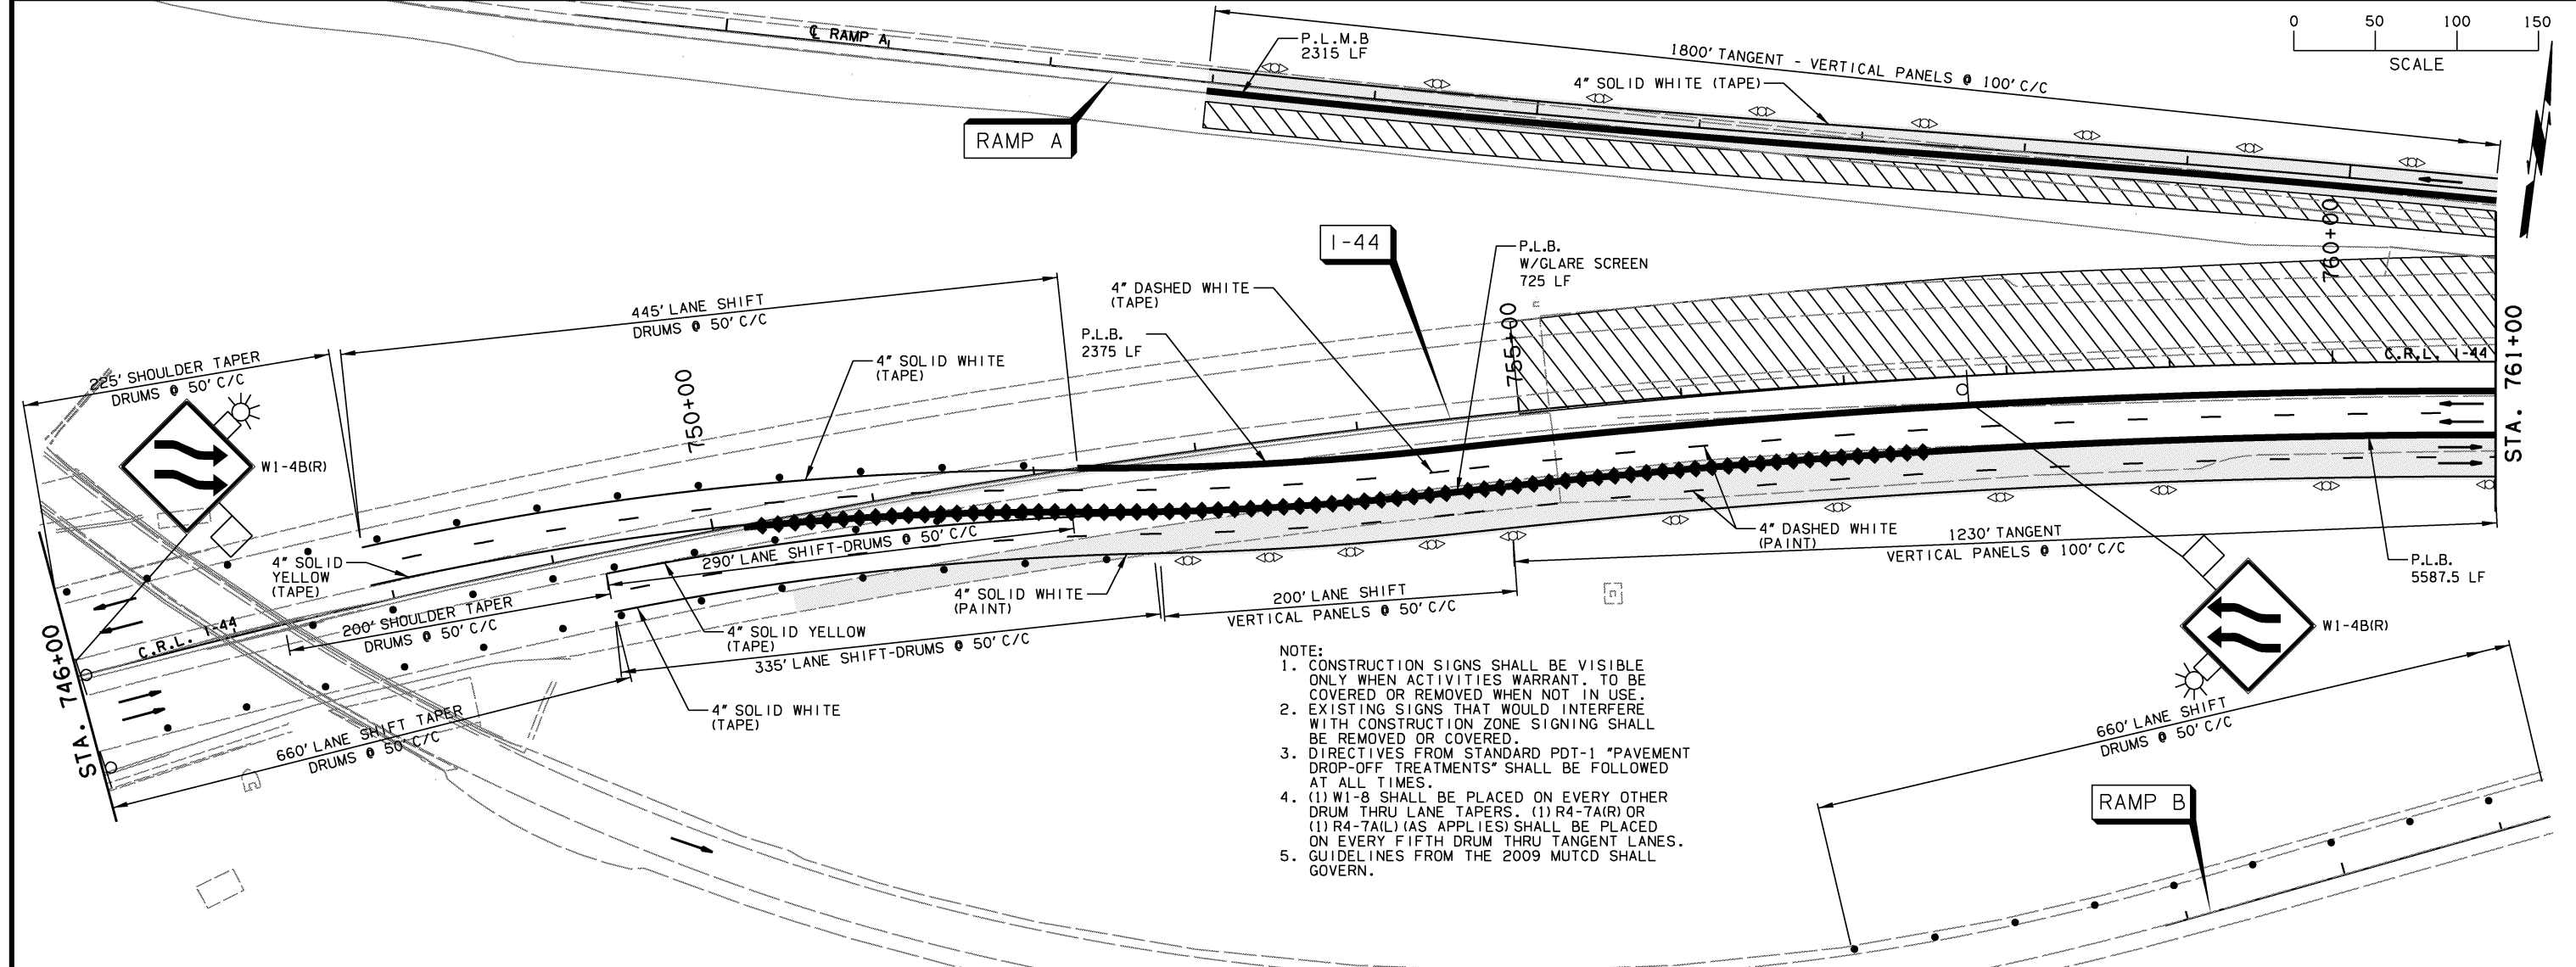 0 50 100 150
SCALE
℄ RAMP A
P.L.M.B
2315 LF
1800' TANGENT - VERTICAL PANELS @ 100' C/C
4" SOLID WHITE (TAPE)
RAMP A
I-44
P.L.B.
W/GLARE SCREEN
725 LF
760+00
445' LANE SHIFT
DRUMS @ 50' C/C
4" DASHED WHITE
(TAPE)
P.L.B.
2375 LF
755+00
C.R.L. I-44
STA. 761+00
225' SHOULDER TAPER
DRUMS @ 50' C/C
4" SOLID WHITE
(TAPE)
750+00
W1-4B(R)
4" SOLID
YELLOW
(TAPE)
290' LANE SHIFT-DRUMS @ 50' C/C
4" DASHED WHITE
(PAINT)
1230' TANGENT
VERTICAL PANELS @ 100' C/C
P.L.B.
5587.5 LF
4" SOLID WHITE
(PAINT)
200' LANE SHIFT
VERTICAL PANELS @ 50' C/C
200' SHOULDER TAPER
DRUMS @ 50' C/C
C.R.L. I-44
4" SOLID YELLOW
(TAPE)
335' LANE SHIFT-DRUMS @ 50' C/C
W1-4B(R)
STA. 746+00
4" SOLID WHITE
(TAPE)
660' LANE SHIFT TAPER
DRUMS @ 50' C/C
NOTE:
1. CONSTRUCTION SIGNS SHALL BE VISIBLE
ONLY WHEN ACTIVITIES WARRANT. TO BE
COVERED OR REMOVED WHEN NOT IN USE.
2. EXISTING SIGNS THAT WOULD INTERFERE
WITH CONSTRUCTION ZONE SIGNING SHALL
BE REMOVED OR COVERED.
3. DIRECTIVES FROM STANDARD PDT-1 "PAVEMENT
DROP-OFF TREATMENTS" SHALL BE FOLLOWED
AT ALL TIMES.
4. (1) W1-8 SHALL BE PLACED ON EVERY OTHER
DRUM THRU LANE TAPERS. (1) R4-7A(R) OR
(1) R4-7A(L) (AS APPLIES) SHALL BE PLACED
ON EVERY FIFTH DRUM THRU TANGENT LANES.
5. GUIDELINES FROM THE 2009 MUTCD SHALL
GOVERN.
660' LANE SHIFT
DRUMS @ 50' C/C
RAMP B